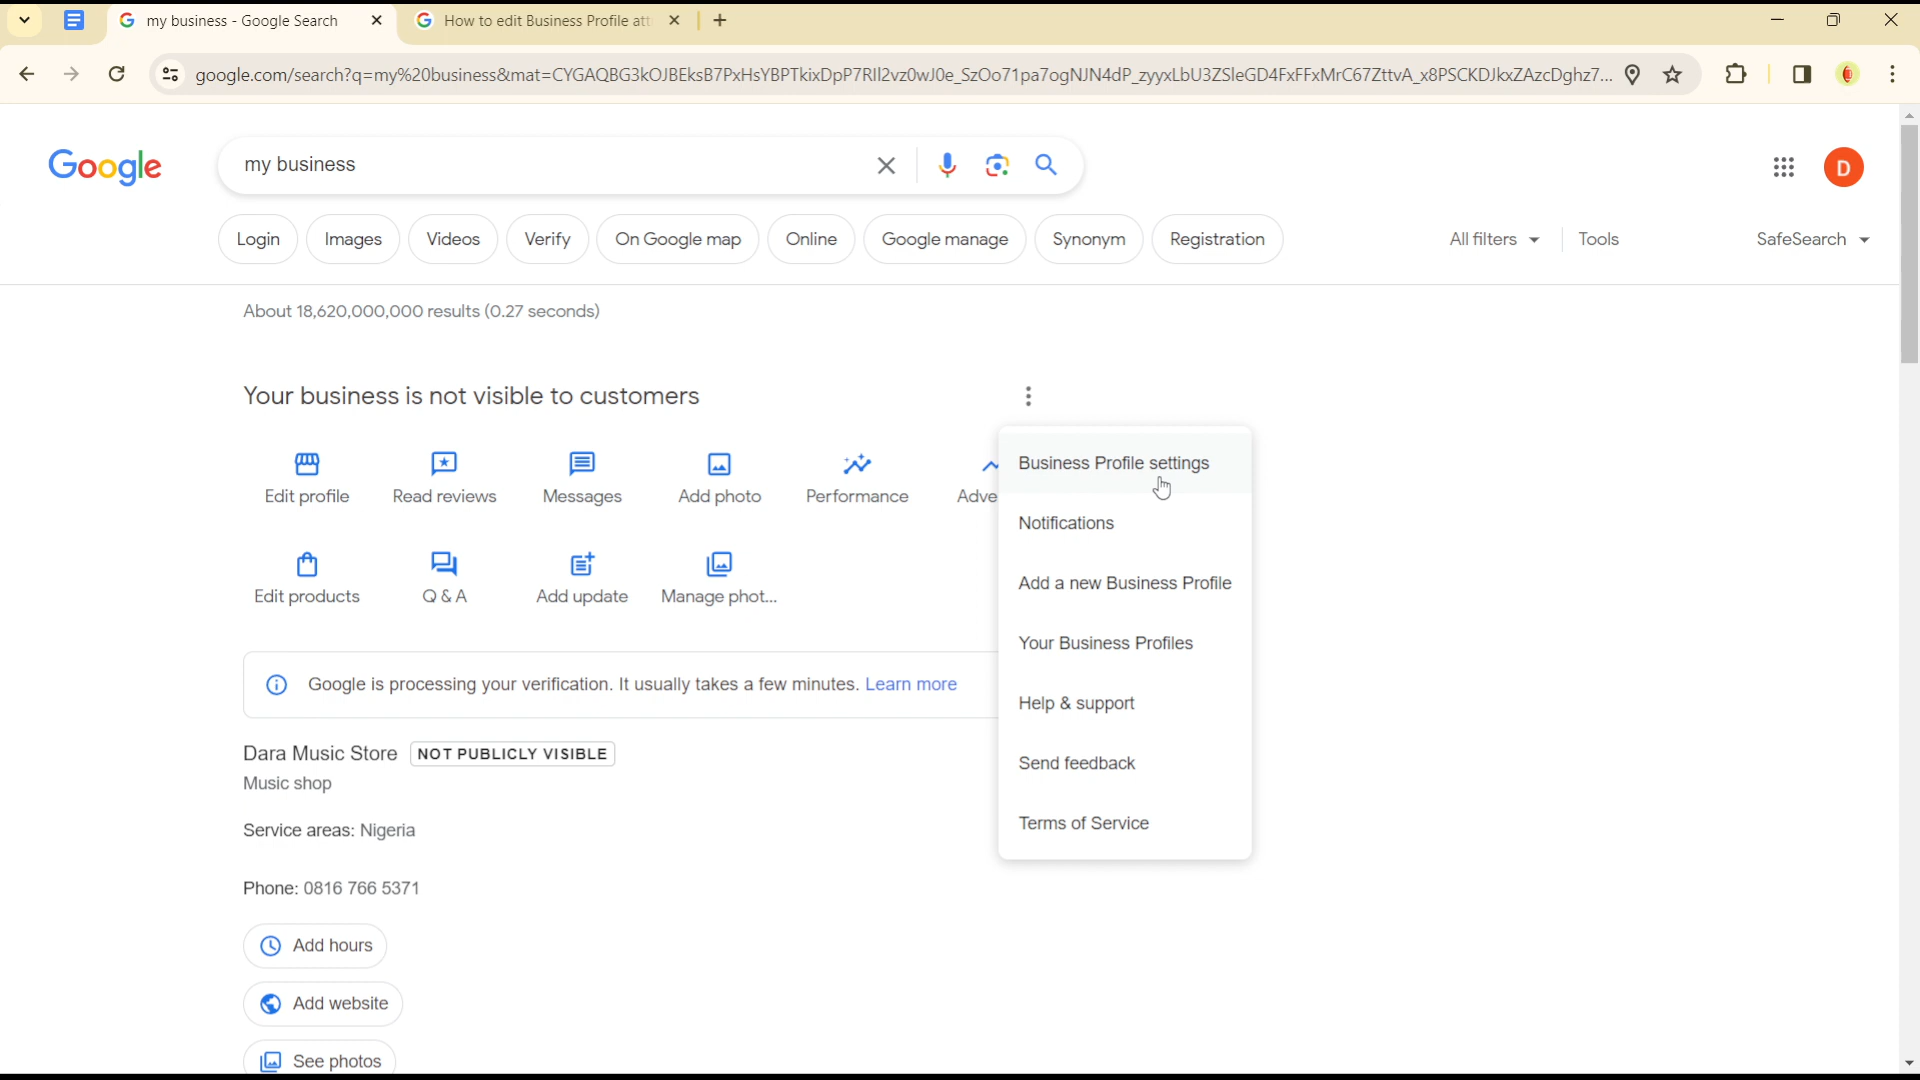 my business - Google Search
How to edit Business Profile att
google.com/search?q=my%20business&mat=CYGAQBG3kOJBEksB7PxHsYBPTkixDpP7RIl2vz0wJ0e_SzOo71pa7ogNJN4dP_zyyxLbU3ZSleGD4FxFFxMrC67ZttvA_x8PSCKDJkxZAzcDghz7...
Google
my business
D
Login
Images
Videos
Verify
On Google map
Online
Google manage
Synonym
Registration
All filters
Tools
SafeSearch
About 18,620,000,000 results (0.27 seconds)
Your business is not visible to customers
Edit profile
Read reviews
Messages
Add photo
Performance
Adve
Edit products
Q & A
Add update
Manage phot...
Business Profile settings
Notifications
Add a new Business Profile
Your Business Profiles
Help & support
Send feedback
Terms of Service
Google is processing your verification. It usually takes a few minutes. Learn more
Dara Music Store NOT PUBLICLY VISIBLE
Music shop
Service areas: Nigeria
Phone: 0816 766 5371
Add hours
Add website
See photos